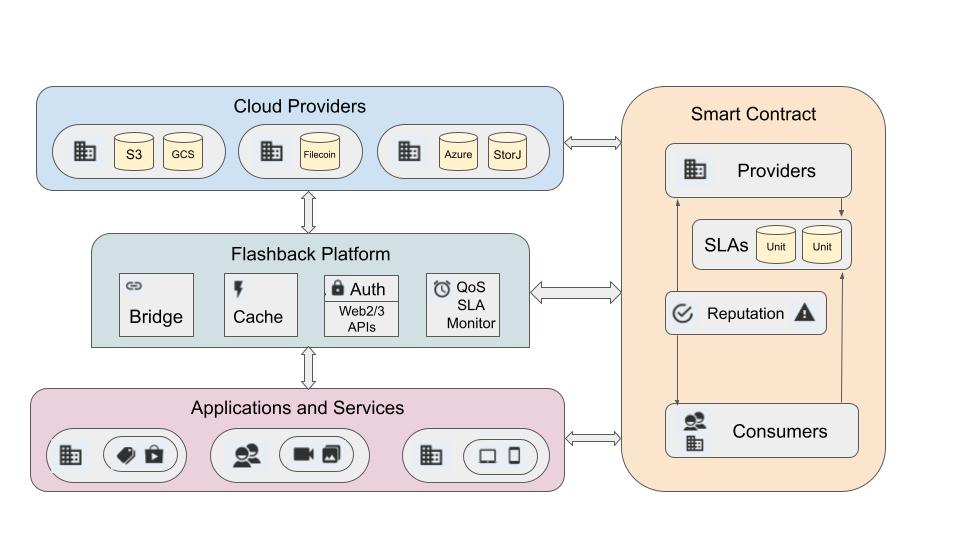 Cloud Providers
S3
GCS
Filecoin
Azure
StorJ
Flashback Platform
Bridge
Cache
Auth
Web2/3
APIs
QoS
SLA
Monitor
Applications and Services
Smart Contract
Providers
SLAs
Unit
Unit
Reputation
Consumers